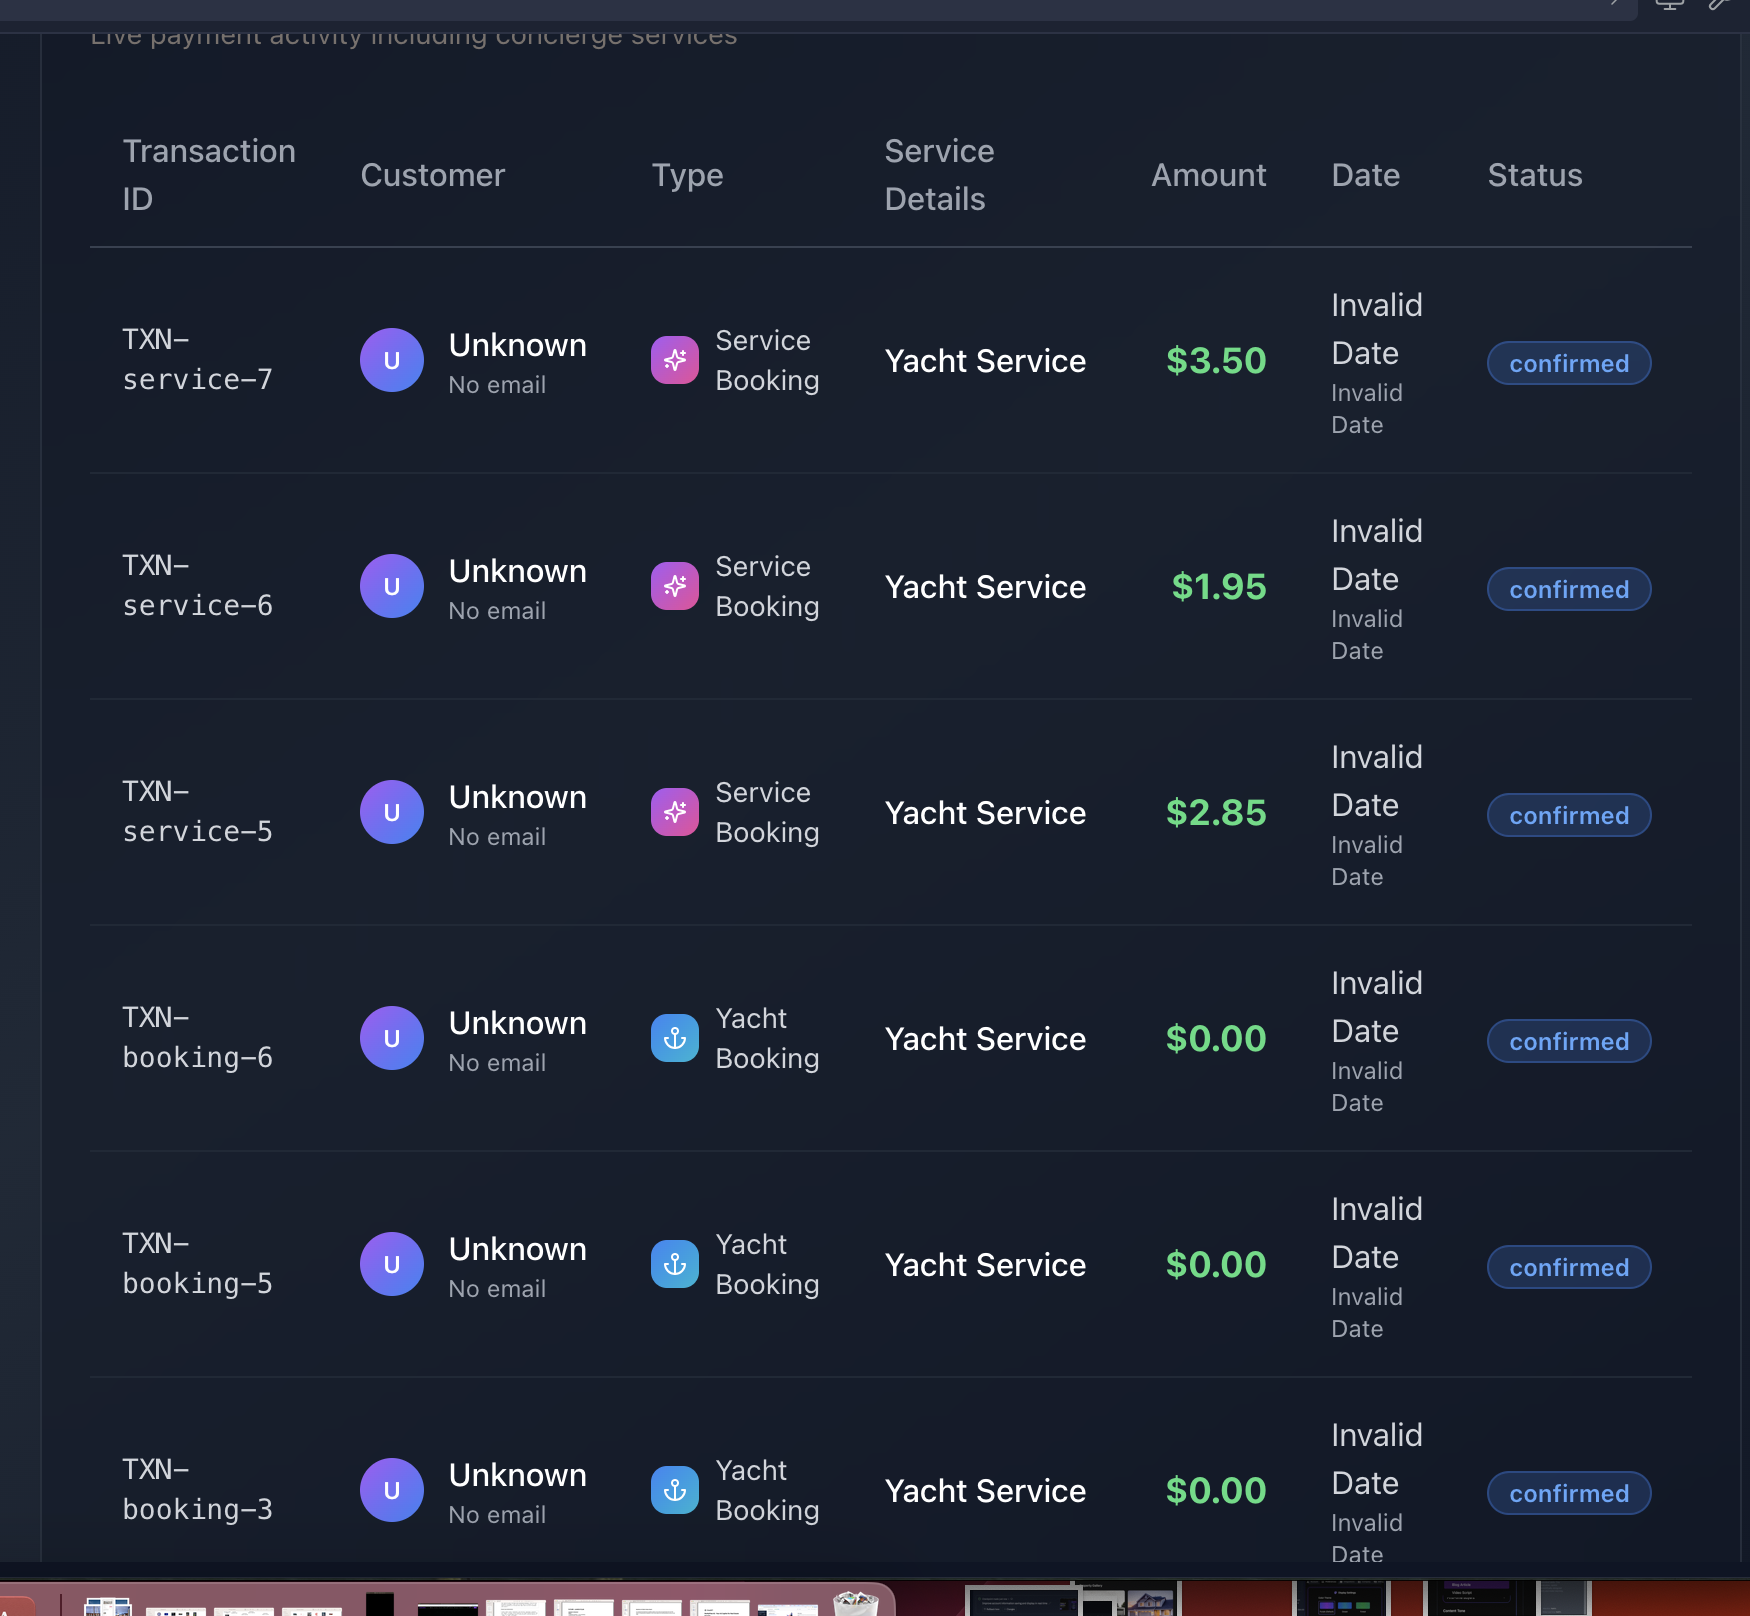 Live payment activity including concierge services
Transaction
ID
Customer
Type
Service
Details
Amount
Date
Status
TXN-
service-7
U
Unknown
No email
Service
Booking
Yacht Service
$3.50
Invalid
Date
Invalid
Date
confirmed
TXN-
service-6
U
Unknown
No email
Service
Booking
Yacht Service
$1.95
Invalid
Date
Invalid
Date
confirmed
TXN-
service-5
U
Unknown
No email
Service
Booking
Yacht Service
$2.85
Invalid
Date
Invalid
Date
confirmed
TXN-
booking-6
U
Unknown
No email
Yacht
Booking
Yacht Service
$0.00
Invalid
Date
Invalid
Date
confirmed
TXN-
booking-5
U
Unknown
No email
Yacht
Booking
Yacht Service
$0.00
Invalid
Date
Invalid
Date
confirmed
TXN-
booking-3
U
Unknown
No email
Yacht
Booking
Yacht Service
$0.00
Invalid
Date
Invalid
Date
confirmed